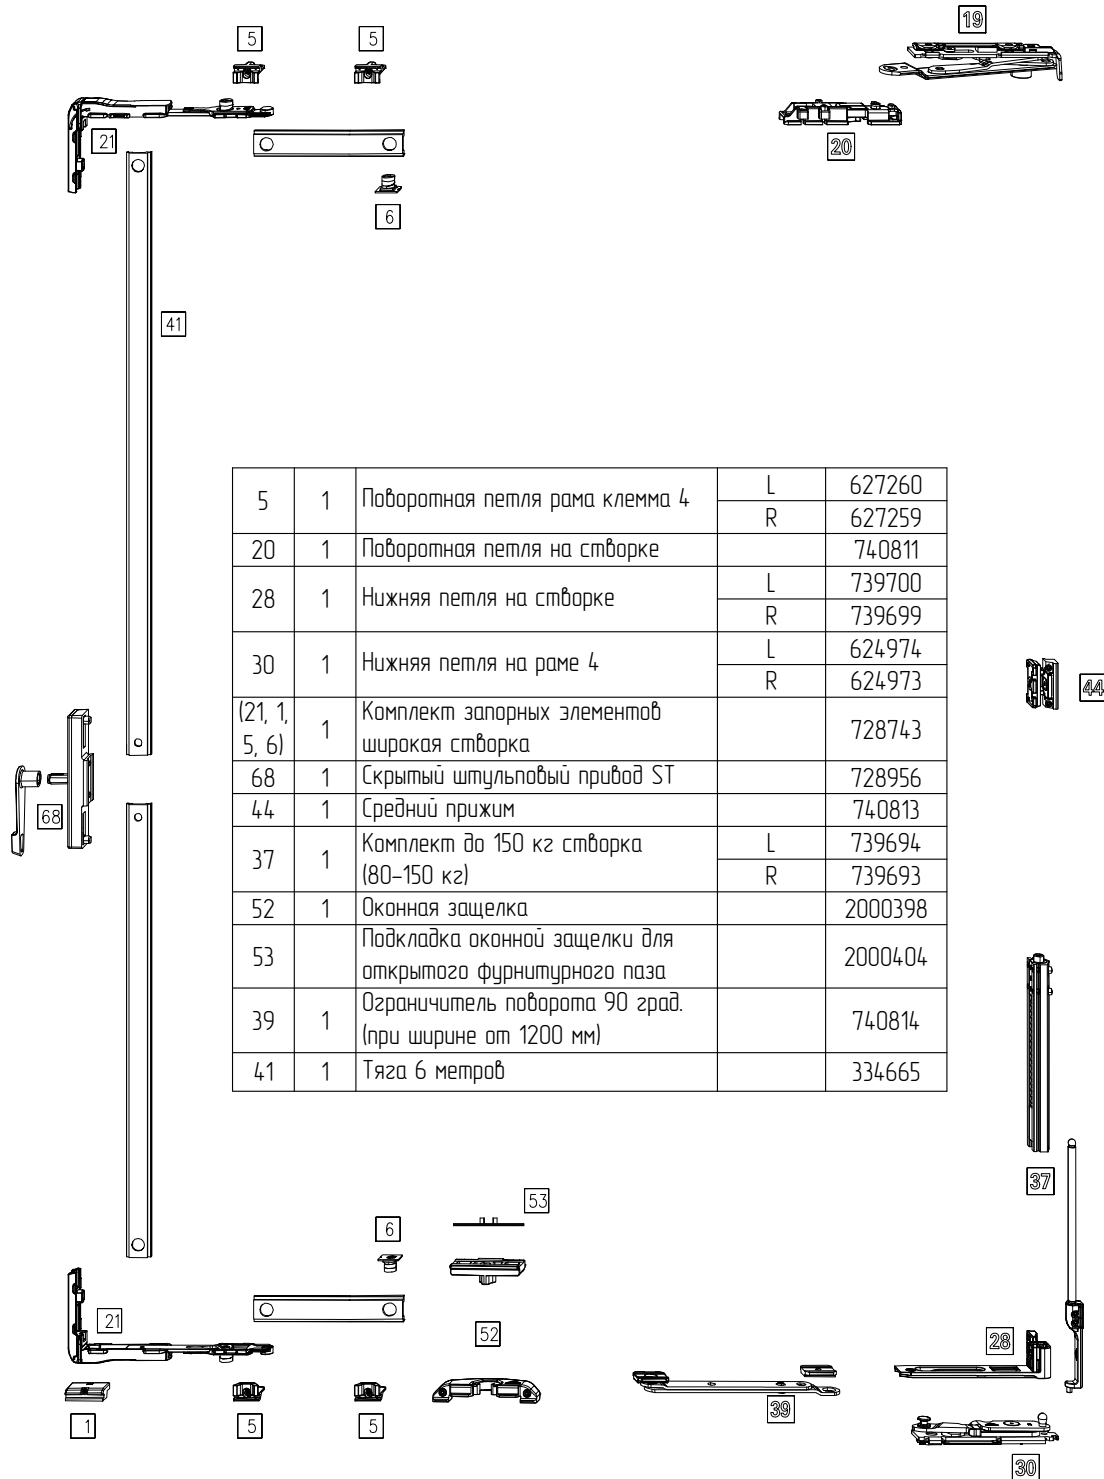 5
5
19
21
20
6
41
5 1 Поворотная петля рама клемма 4 L 627260
R 627259
20 1 Поворотная петля на створке 740811
28 1 Нижняя петля на створке L 739700
R 739699
30 1 Нижняя петля на раме 4 L 624974
R 624973
(21, 1, 5, 6) 1 Комплект запорных элементов
широкая створка 728743
68 1 Скрытый штульповый привод ST 728956
44 1 Средний прижим 740813
37 1 Комплект до 150 кг створка L 739694
(80-150 кг) R 739693
52 1 Оконная защелка 2000398
53 Подкладка оконной защелки для
открытого фурнитурного паза 2000404
39 1 Ограничитель поворота 90 град.
(при ширине от 1200 мм) 740814
41 1 Тяга 6 метров 334665
44
68
37
53
6
21
52
28
39
1
5
5
30